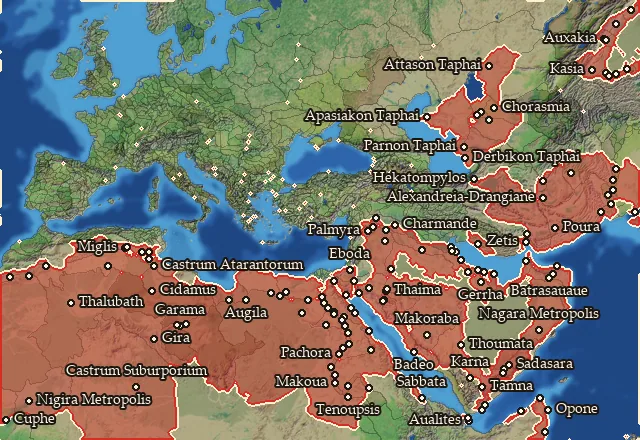 Auxakia
Attason Taphai
Kasia
Chorasmia
Apasiakon Taphai
Parnon Taphai
Derbikon Taphai
Hekatompylos
Alexandreia-Drangiane
Charmande
Palmyra
Poura
Zetis
Miglis
Eboda
Castrum Atarantorum
Cidamus
Thaima
Gerrha
Batrasauaue
Thalubath
Garama
Augila
Nagara Metropolis
Makoraba
Gira
Thoumata
Pachora
Badeo
Karna
Sadasara
Castrum Suburporium
Makoua
Sabbata
Tamna
Nigira Metropolis
Tenoupsis
Opone
Cuphe
Aualites